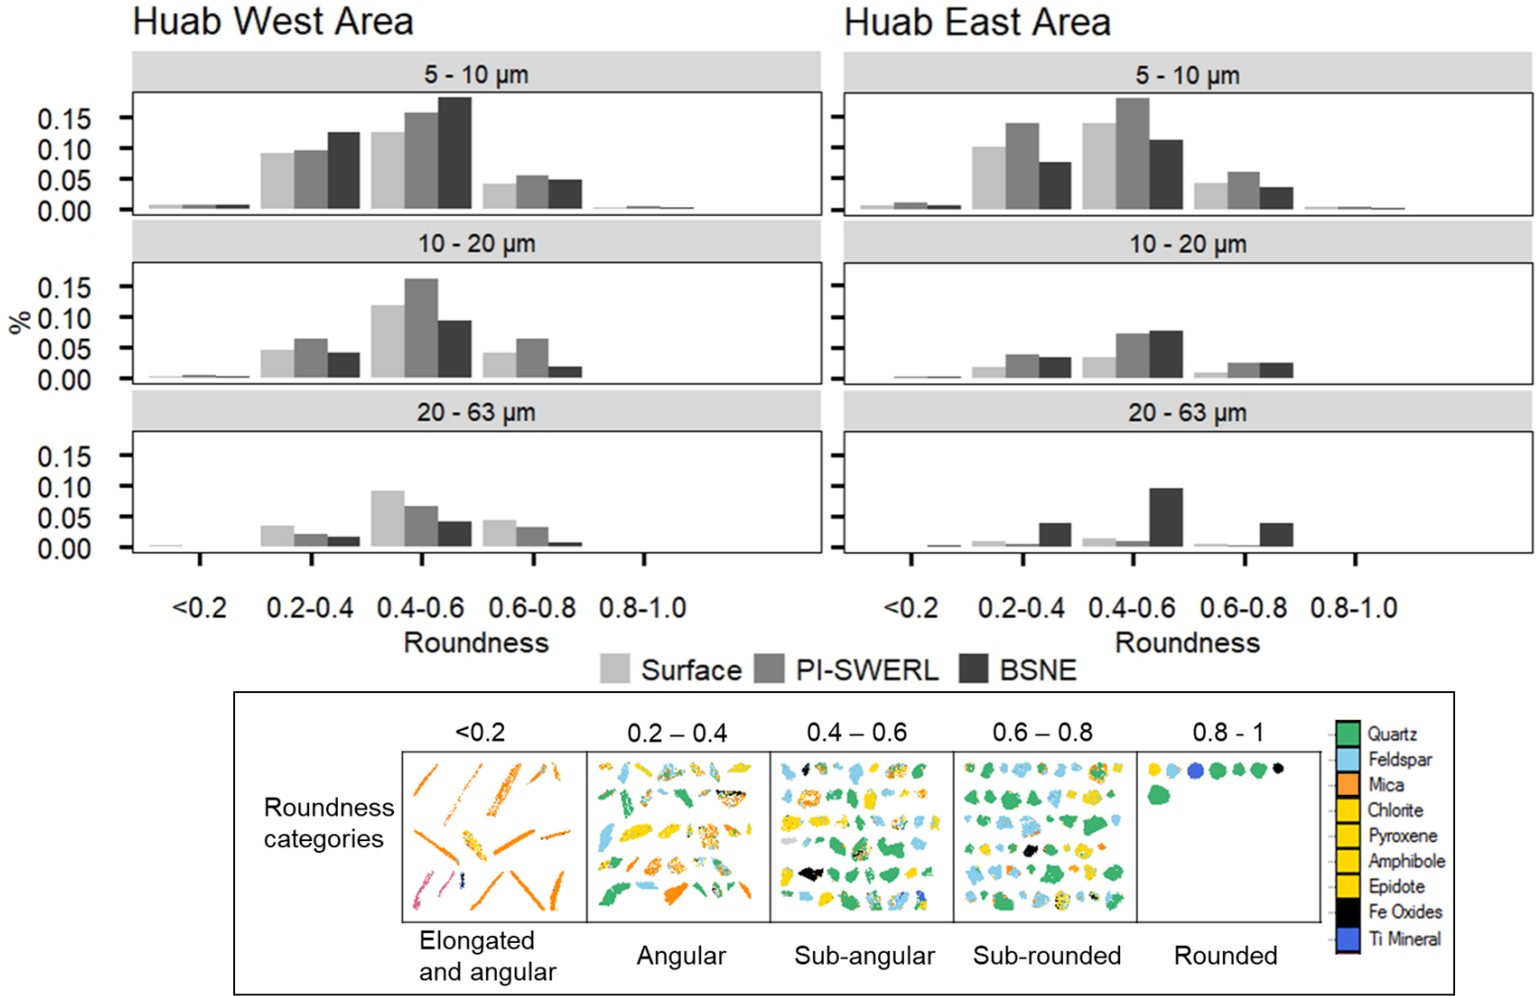 Huab West Area
Huab East Area
5 - 10 µm
5 - 10 µm
0.15
0.10
0.05
0.00
10 - 20 µm
10 - 20 µm
%
0.15
0.10
0.05
0.00
20 - 63 µm
20 - 63 µm
0.15
0.10
0.05
0.00
<0.2 0.2-0.4 0.4-0.6 0.6-0.8 0.8-1.0
<0.2 0.2-0.4 0.4-0.6 0.6-0.8 0.8-1.0
Roundness
Roundness
Surface PI-SWERL BSNE
<0.2 0.2 – 0.4 0.4 – 0.6 0.6 – 0.8 0.8 - 1
Roundness
categories
Quartz
Feldspar
Mica
Chlorite
Pyroxene
Amphibole
Epidote
Fe Oxides
Ti Mineral
Elongated
and angular
Angular
Sub-angular
Sub-rounded
Rounded